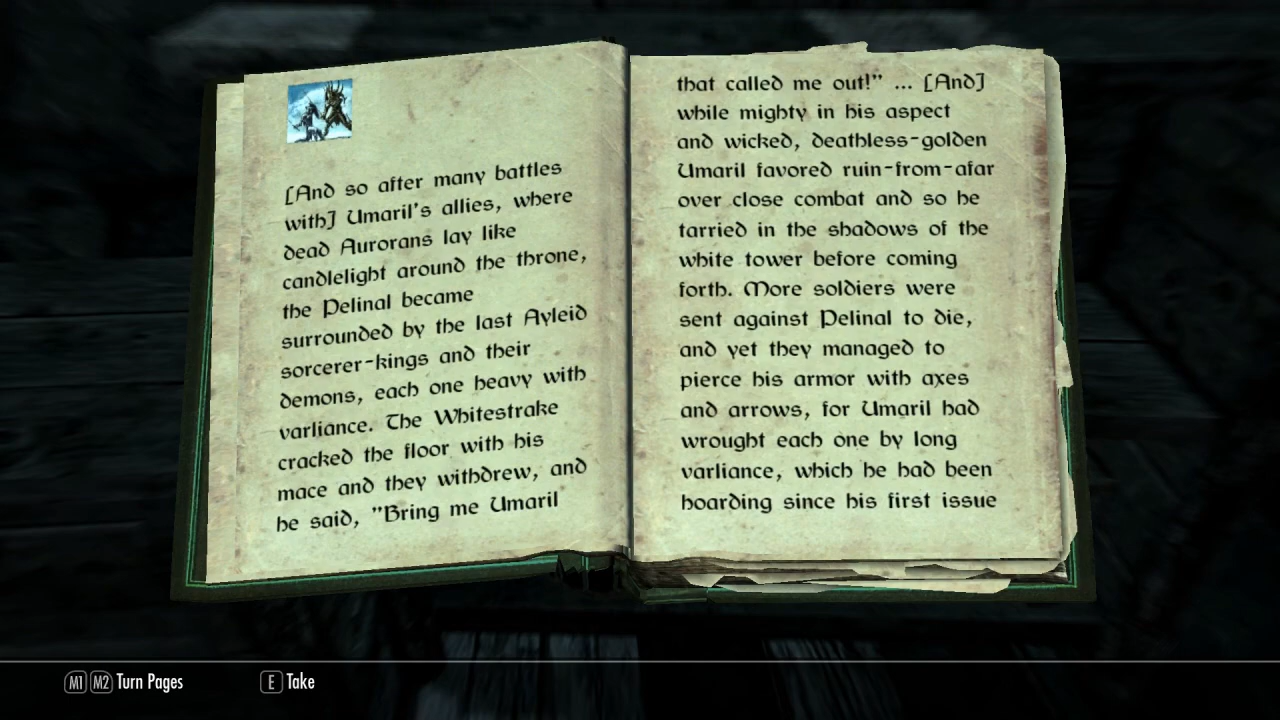 [And so after many battles
with] Umaril's allies, where
dead Aurorans lay like
candlelight around the throne,
the Pelinal became
surrounded by the last Ayleid
sorcerer-kings and their
demons, each one heavy with
varliance. The Whitestrake
cracked the floor with his
mace and they withdrew, and
he said, "Bring me Umaril
that called me out!" ... [And]
while mighty in his aspect
and wicked, deathless-golden
Umaril favored ruin-from-afar
over close combat and so he
tarried in the shadows of the
white tower before coming
forth. More soldiers were
sent against Pelinal to die,
and yet they managed to
pierce his armor with axes
and arrows, for Umaril had
wrought each one by long
varliance, which he had been
hoarding since his first issue
M1 M2 Turn Pages
E Take